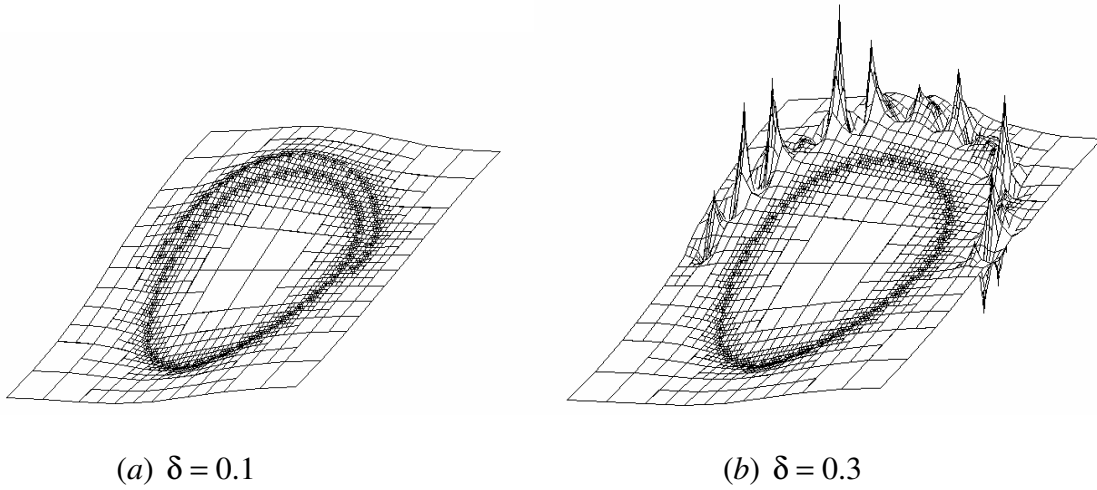 (a) δ = 0.1
(b) δ = 0.3